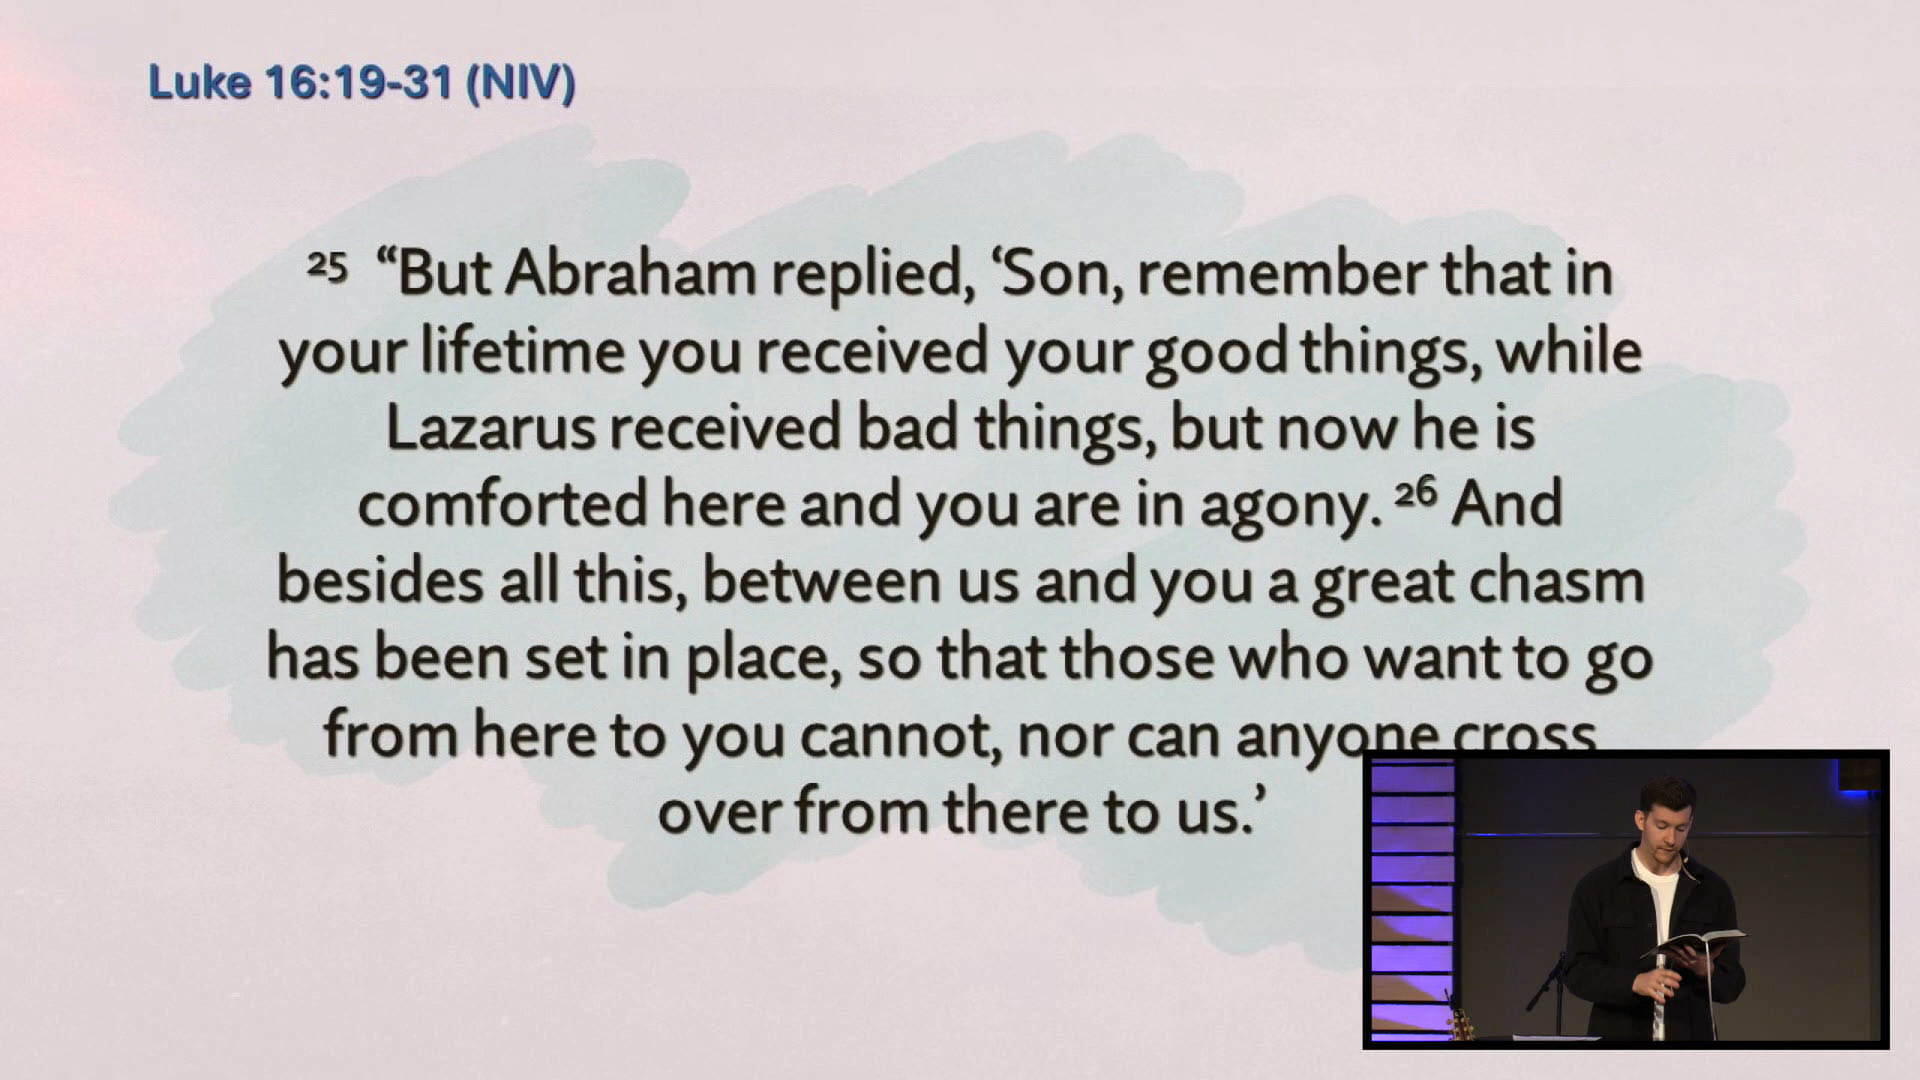 Luke 16:19-31 (NIV)
25 “But Abraham replied, ‘Son, remember that in
your lifetime you received your good things, while
Lazarus received bad things, but now he is
comforted here and you are in agony. 26 And
besides all this, between us and you a great chasm
has been set in place, so that those who want to go
from here to you cannot, nor can anyone cross
over from there to us.’